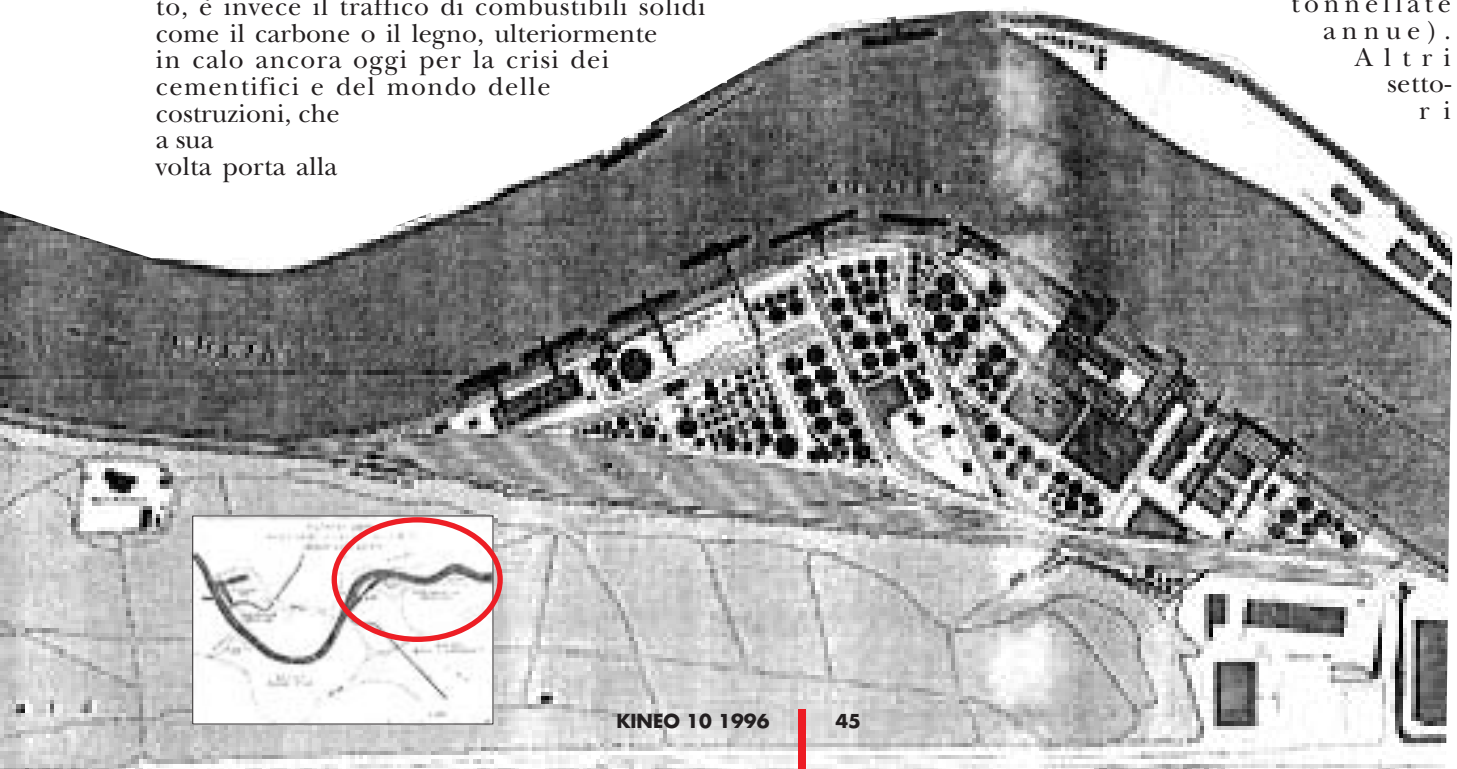 to, è invece il traffico di combustibili solidi
come il carbone o il legno, ulteriormente
in calo ancora oggi per la crisi dei
cementifici e del mondo delle
costruzioni, che
a sua
volta porta alla
tonnellate
annue).
Altri
setto-
ri
KINEO 10 1996
45